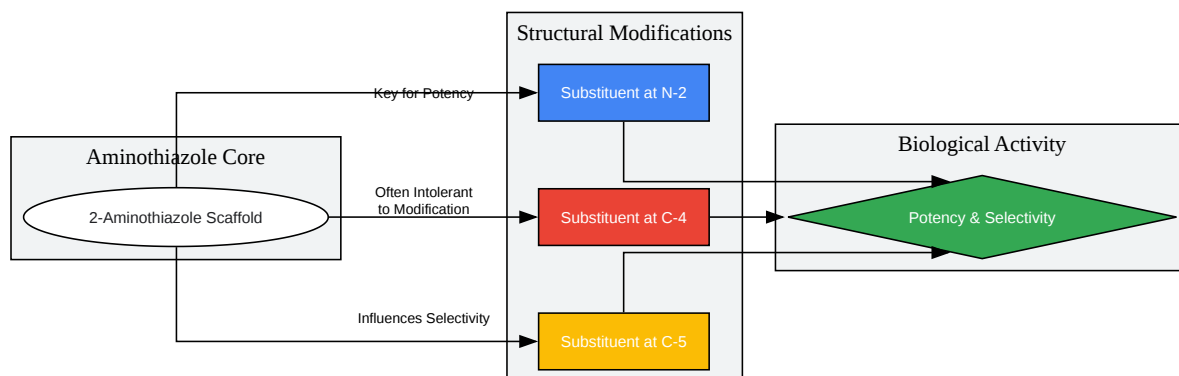 Structural Modifications
Key for Potency
Substituent at N-2
Aminothiazole Core
Biological Activity
2-Aminothiazole Scaffold
Often Intolerant
to Modification
Substituent at C-4
Potency & Selectivity
Influences Selectivity
Substituent at C-5